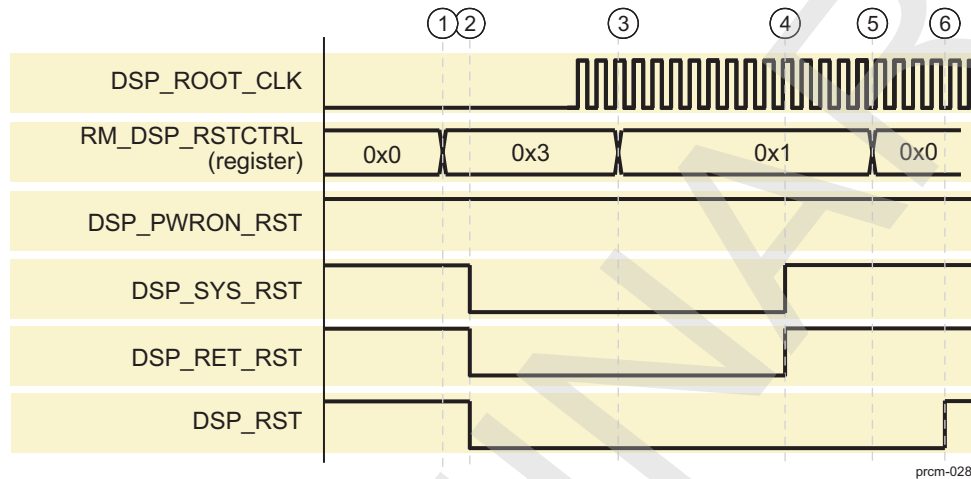 1 2 3 4 5 6
DSP_ROOT_CLK
RM_DSP_RSTCTRL
(register)
0x0 0x3 0x1 0x0
DSP_PWRON_RST
DSP_SYS_RST
DSP_RET_RST
DSP_RST
prcm-028